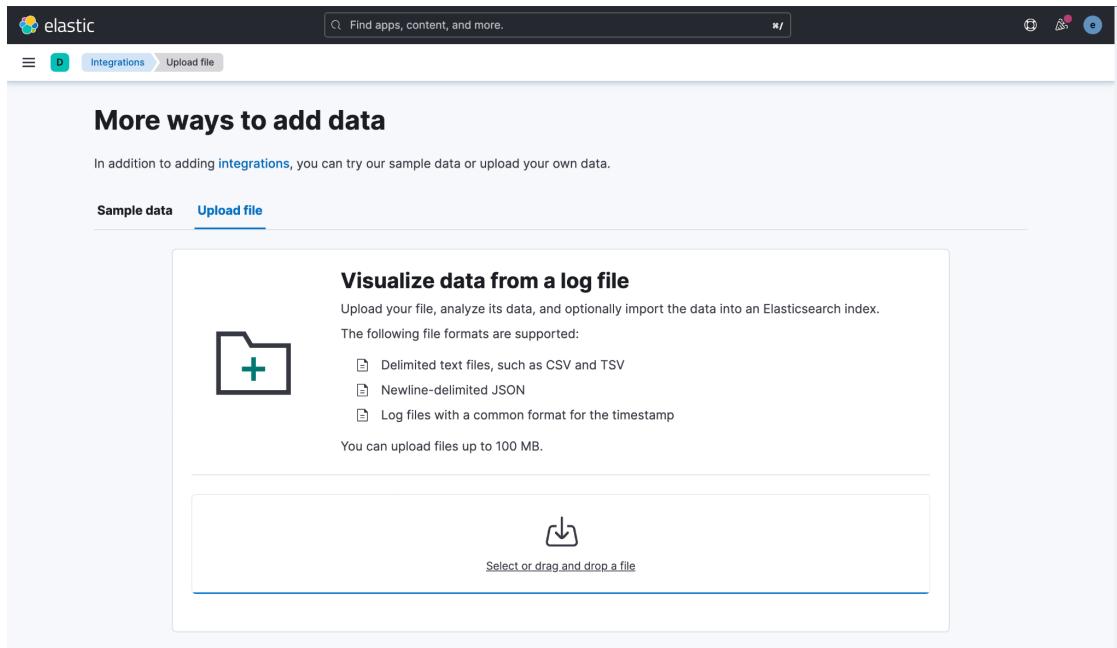 elastic
Find apps, content, and more.
⌘/
e
D
Integrations
Upload file
More ways to add data
In addition to adding integrations, you can try our sample data or upload your own data.
Sample data
Upload file
Visualize data from a log file
Upload your file, analyze its data, and optionally import the data into an Elasticsearch index.
The following file formats are supported:
Delimited text files, such as CSV and TSV
Newline-delimited JSON
Log files with a common format for the timestamp
You can upload files up to 100 MB.
Select or drag and drop a file